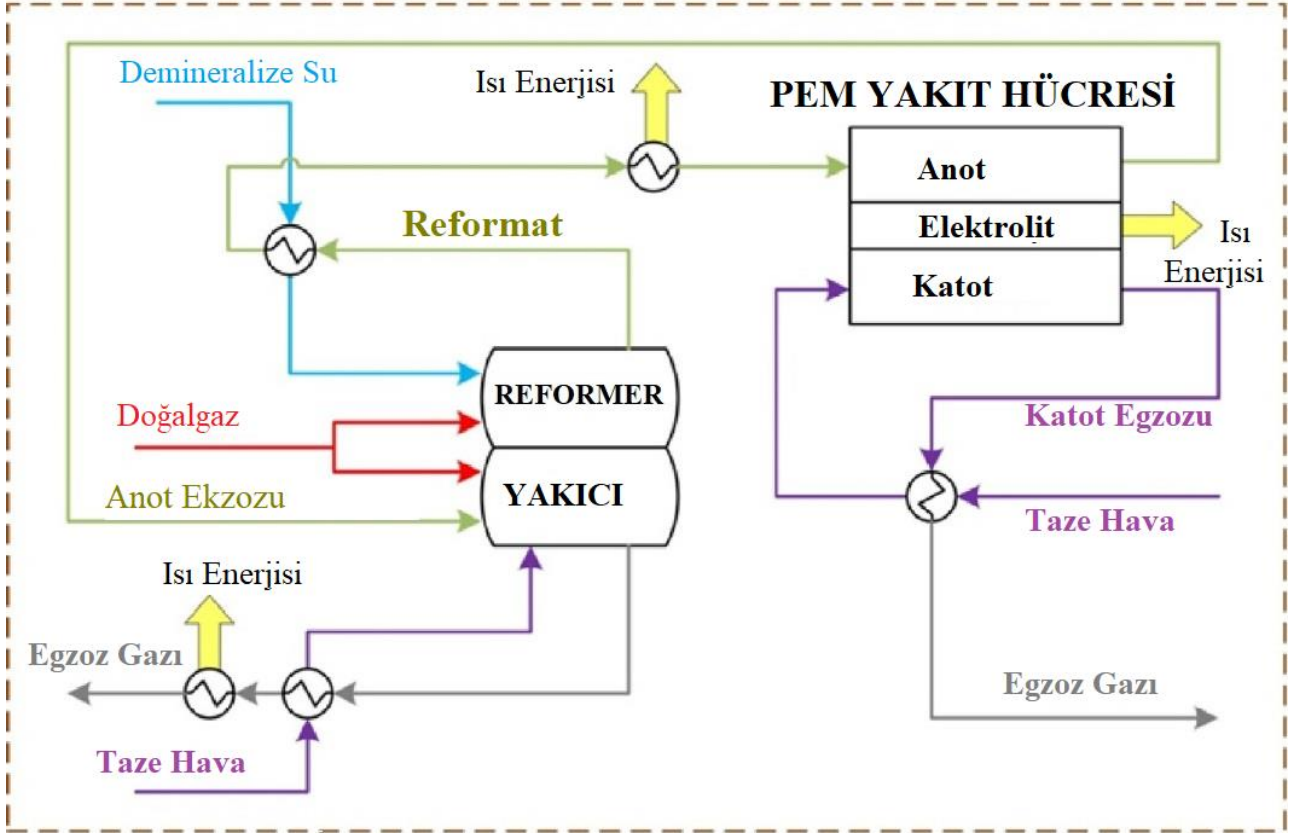 Demineralize Su
Isı Enerjisi
PEM YAKIT HÜCRESİ
Anot
Reformat
Elektrolit
Isı
Enerjisi
Katot
REFORMER
Doğalgaz
Katot Egzozu
Anot Ekzozu
YAKICI
Taze Hava
Isı Enerjisi
Egzoz Gazı
Egzoz Gazı
Taze Hava